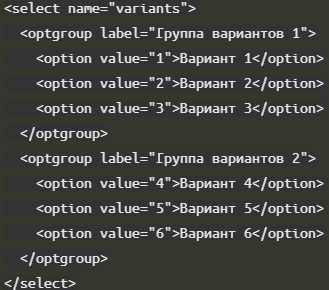 <select name="variants">
<optgroup label="Группа вариантов 1">
<option value="1">Вариант 1</option>
<option value="2">Вариант 2</option>
<option value="3">Вариант 3</option>
</optgroup>
<optgroup label="Группа вариантов 2">
<option value="4">Вариант 4</option>
<option value="5">Вариант 5</option>
<option value="6">Вариант 6</option>
</optgroup>
</select>